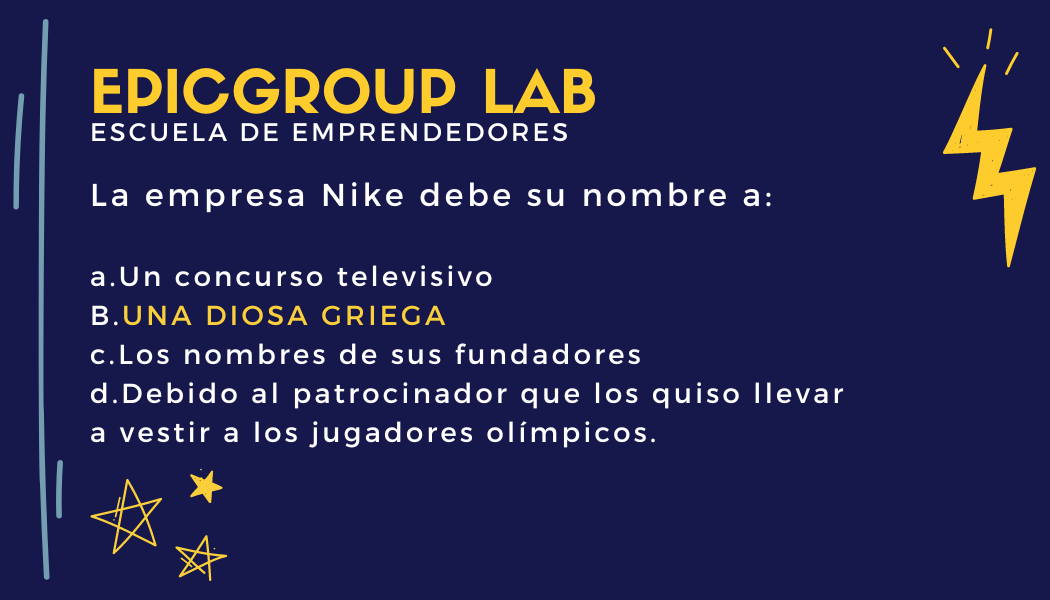 EPICGROUP LAB
ESCUELA DE EMPRENDEDORES
La empresa Nike debe su nombre a:
a.Un concurso televisivo
B.UNA DIOSA GRIEGA
c.Los nombres de sus fundadores
d.Debido al patrocinador que los quiso llevar
a vestir a los jugadores olímpicos.